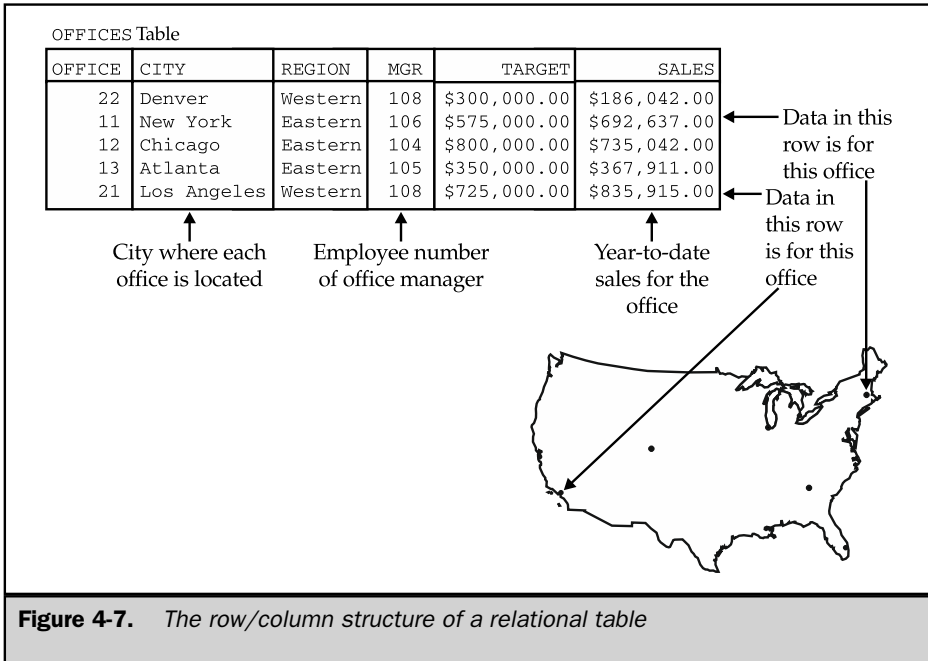 OFFICES Table
OFFICE CITY REGION MGR TARGET SALES
22 Denver Western 108 $300,000.00 $186,042.00
11 New York Eastern 106 $575,000.00 $692,637.00
12 Chicago Eastern 104 $800,000.00 $735,042.00
13 Atlanta Eastern 105 $350,000.00 $367,911.00
21 Los Angeles Western 108 $725,000.00 $835,915.00
Data in this
row is for
this office
Data in
this row
is for this
office
City where each
office is located
Employee number
of office manager
Year-to-date
sales for the
office
Figure 4-7. The row/column structure of a relational table